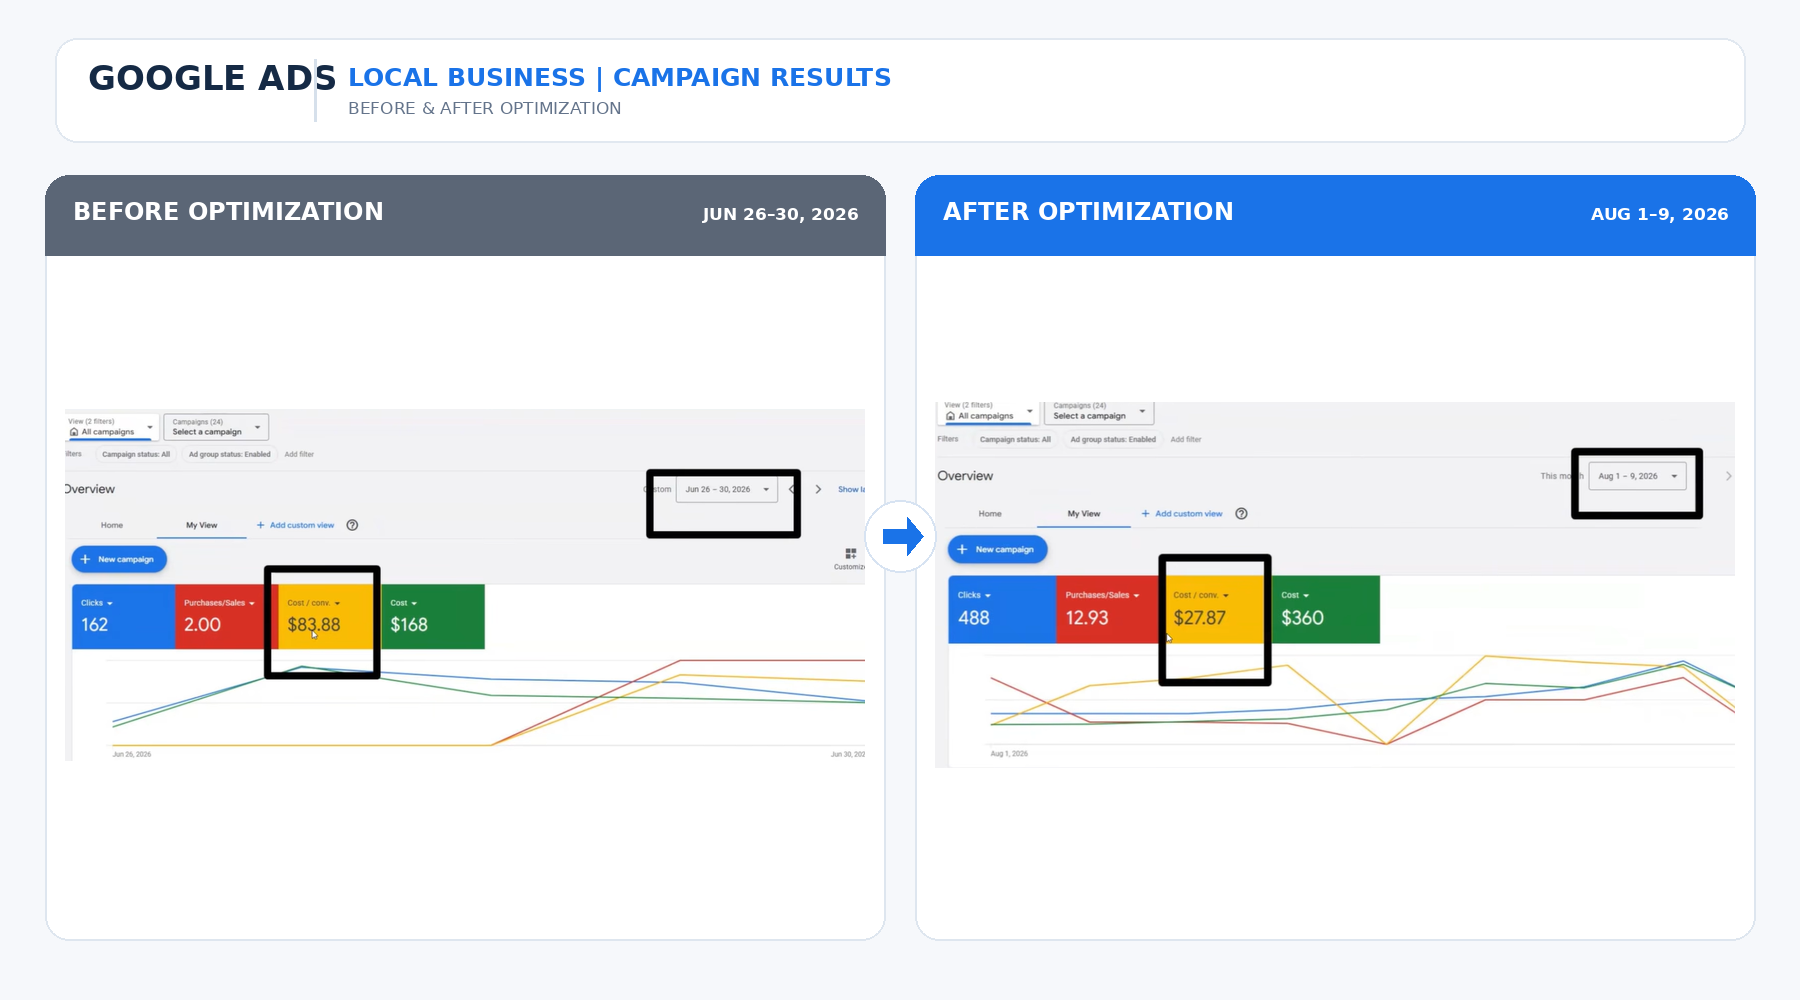 GOOGLE ADS
LOCAL BUSINESS | CAMPAIGN RESULTS
BEFORE & AFTER OPTIMIZATION
BEFORE OPTIMIZATION
JUN 26–30, 2026
View (2 filters)
All campaigns
Campaigns (24)
Select a campaign
Campaign status: All
Ad group status: Enabled
Add filter
Overview
Jun 26 – 30, 2026
Home
My View
+ Add custom view
+ New campaign
Clicks
162
Purchases/Sales
2.00
Cost / conv.
$83.88
Cost
$168
Jun 26, 2026
AFTER OPTIMIZATION
AUG 1–9, 2026
View (2 filters)
All campaigns
Campaigns (24)
Select a campaign
Filters
Campaign status: All
Ad group status: Enabled
Add filter
Overview
This
Aug 1 – 9, 2026
Home
My View
+ Add custom view
+ New campaign
Clicks
488
Purchases/Sales
12.93
Cost / conv.
$27.87
Cost
$360
Aug 1, 2026